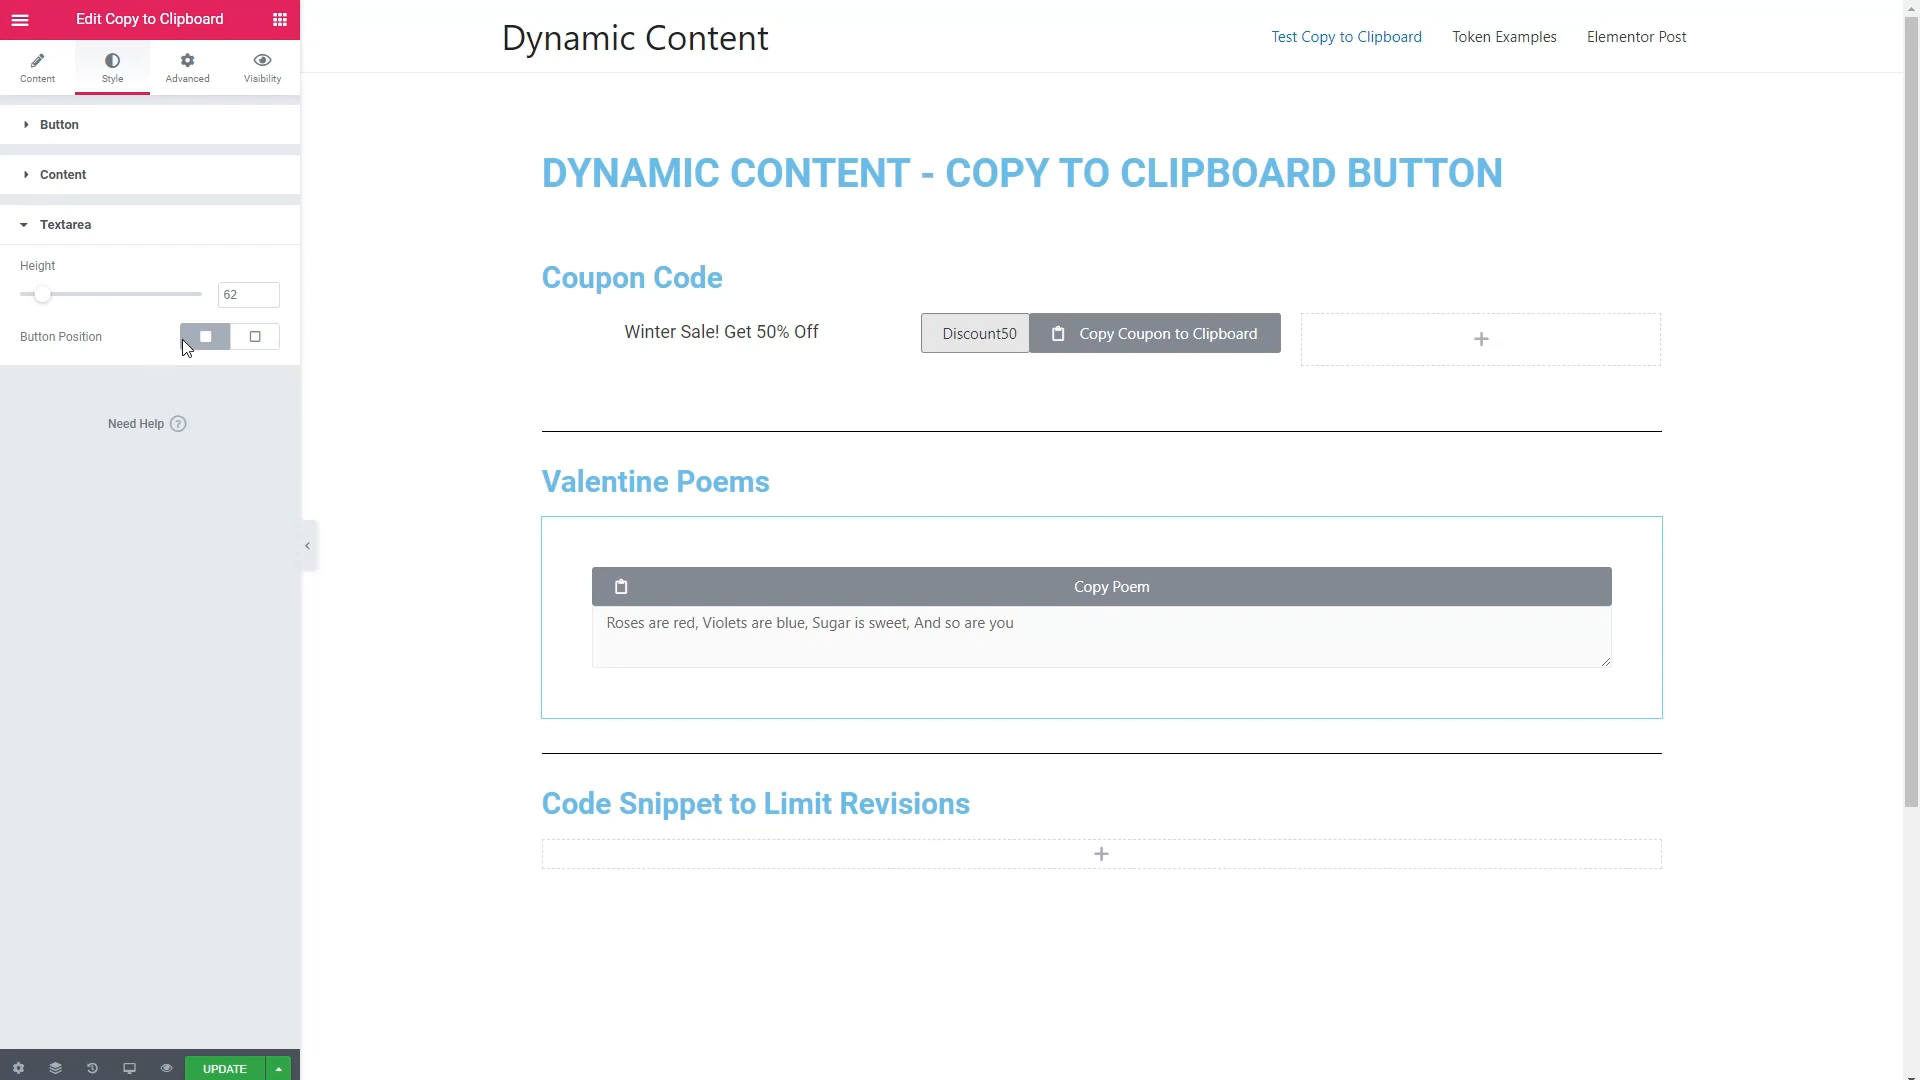 Edit Copy to Clipboard
Content
Style
Advanced
Visibility
Button
Content
Textarea
Height
62
Button Position
Need Help ?
UPDATE
Dynamic Content
Test Copy to Clipboard
Token Examples
Elementor Post
DYNAMIC CONTENT - COPY TO CLIPBOARD BUTTON
Coupon Code
Winter Sale! Get 50% Off
Discount50
Copy Coupon to Clipboard
Valentine Poems
Copy Poem
Roses are red, Violets are blue, Sugar is sweet, And so are you
Code Snippet to Limit Revisions